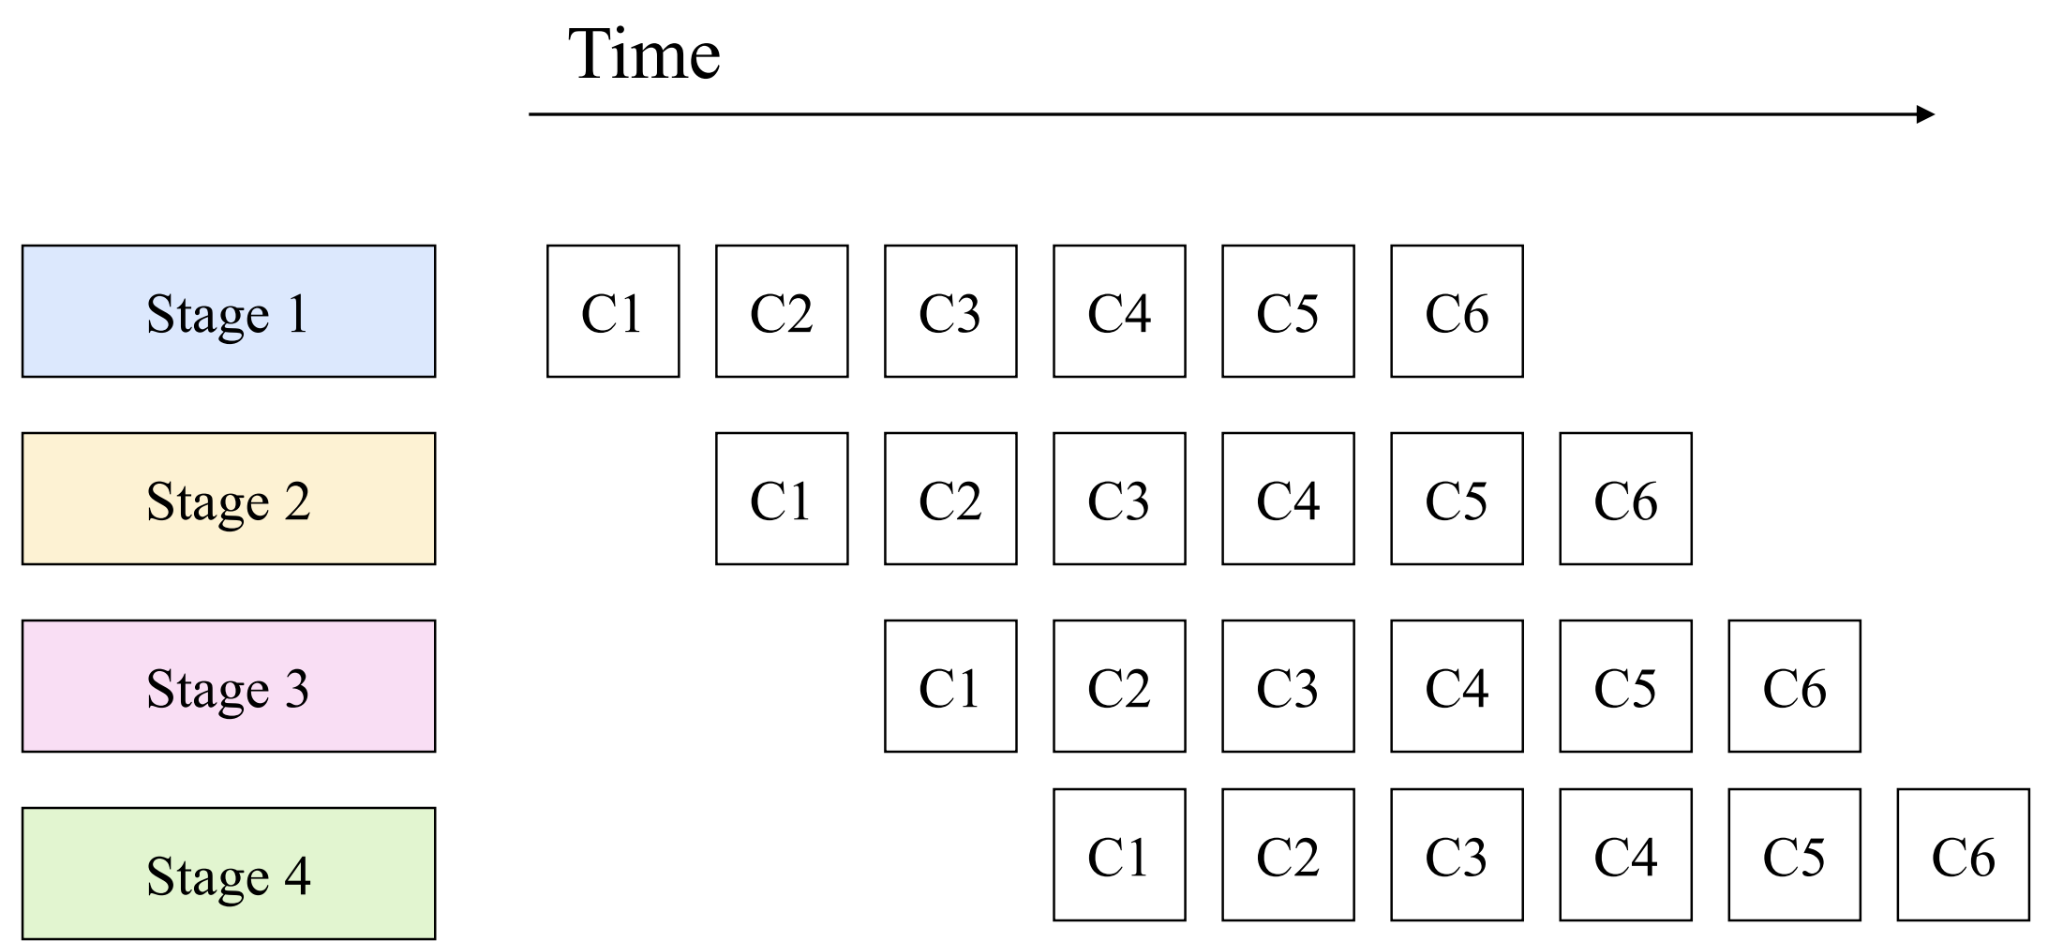 Time
Stage 1 C1 C2 C3 C4 C5 C6
Stage 2 C1 C2 C3 C4 C5 C6
Stage 3 C1 C2 C3 C4 C5 C6
Stage 4 C1 C2 C3 C4 C5 C6